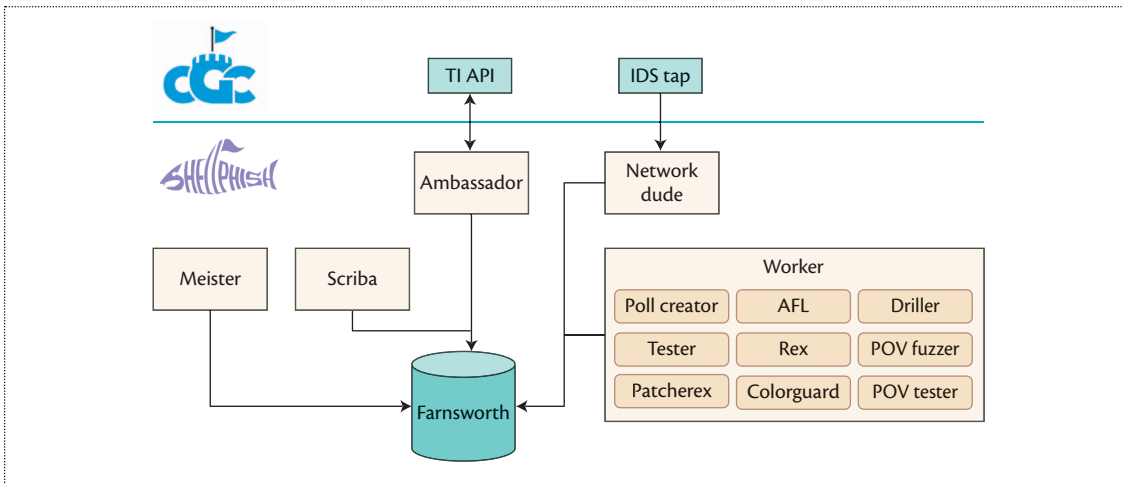 CGC
TI API
IDS tap
SHELLPHISH
Ambassador
Network
dude
Meister
Scriba
Worker
Poll creator
AFL
Driller
Tester
Rex
POV fuzzer
Patcherex
Colorguard
POV tester
Farnsworth